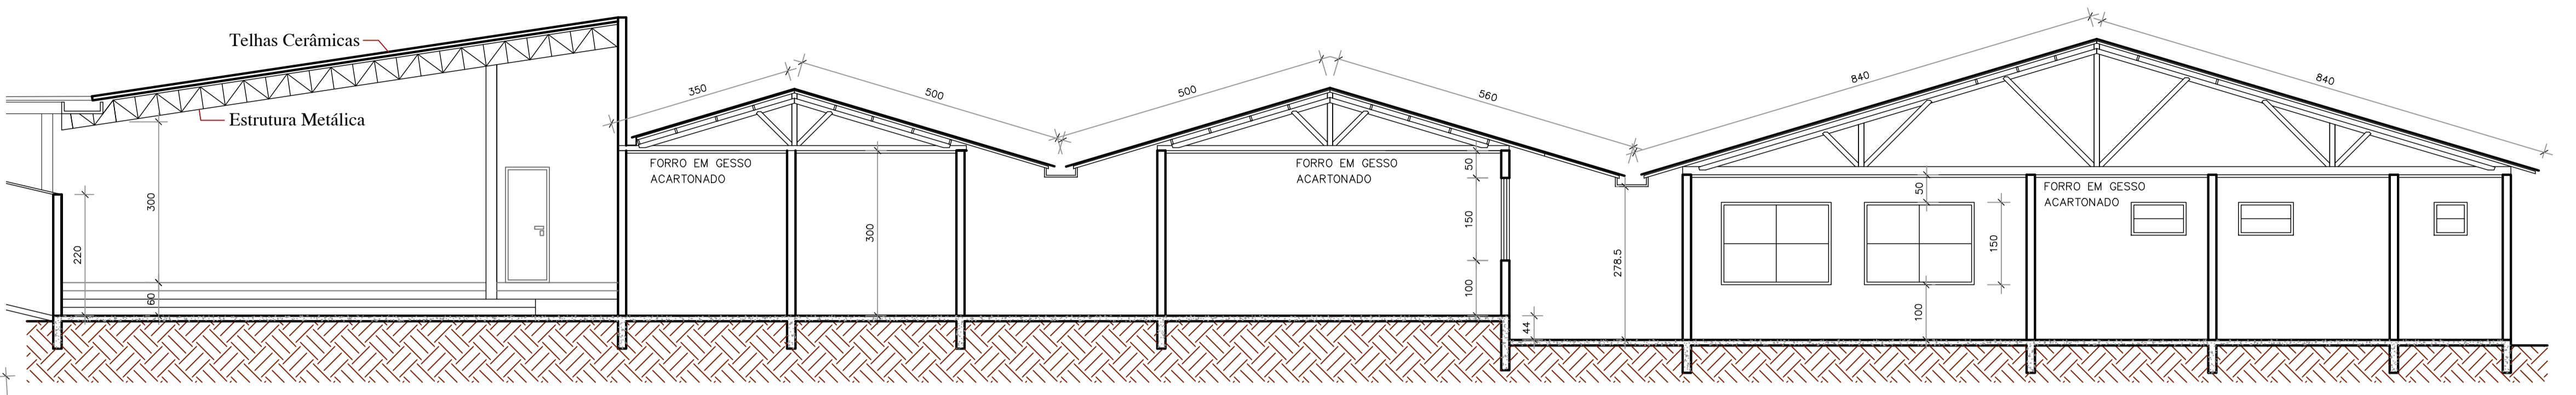 Telhas Cerâmicas
Estrutura Metálica
220
300
60
350
500
FORRO EM GESSO
ACARTONADO
300
500
560
FORRO EM GESSO
ACARTONADO
50
150
100
44
278.5
840
840
50
FORRO EM GESSO
ACARTONADO
150
100